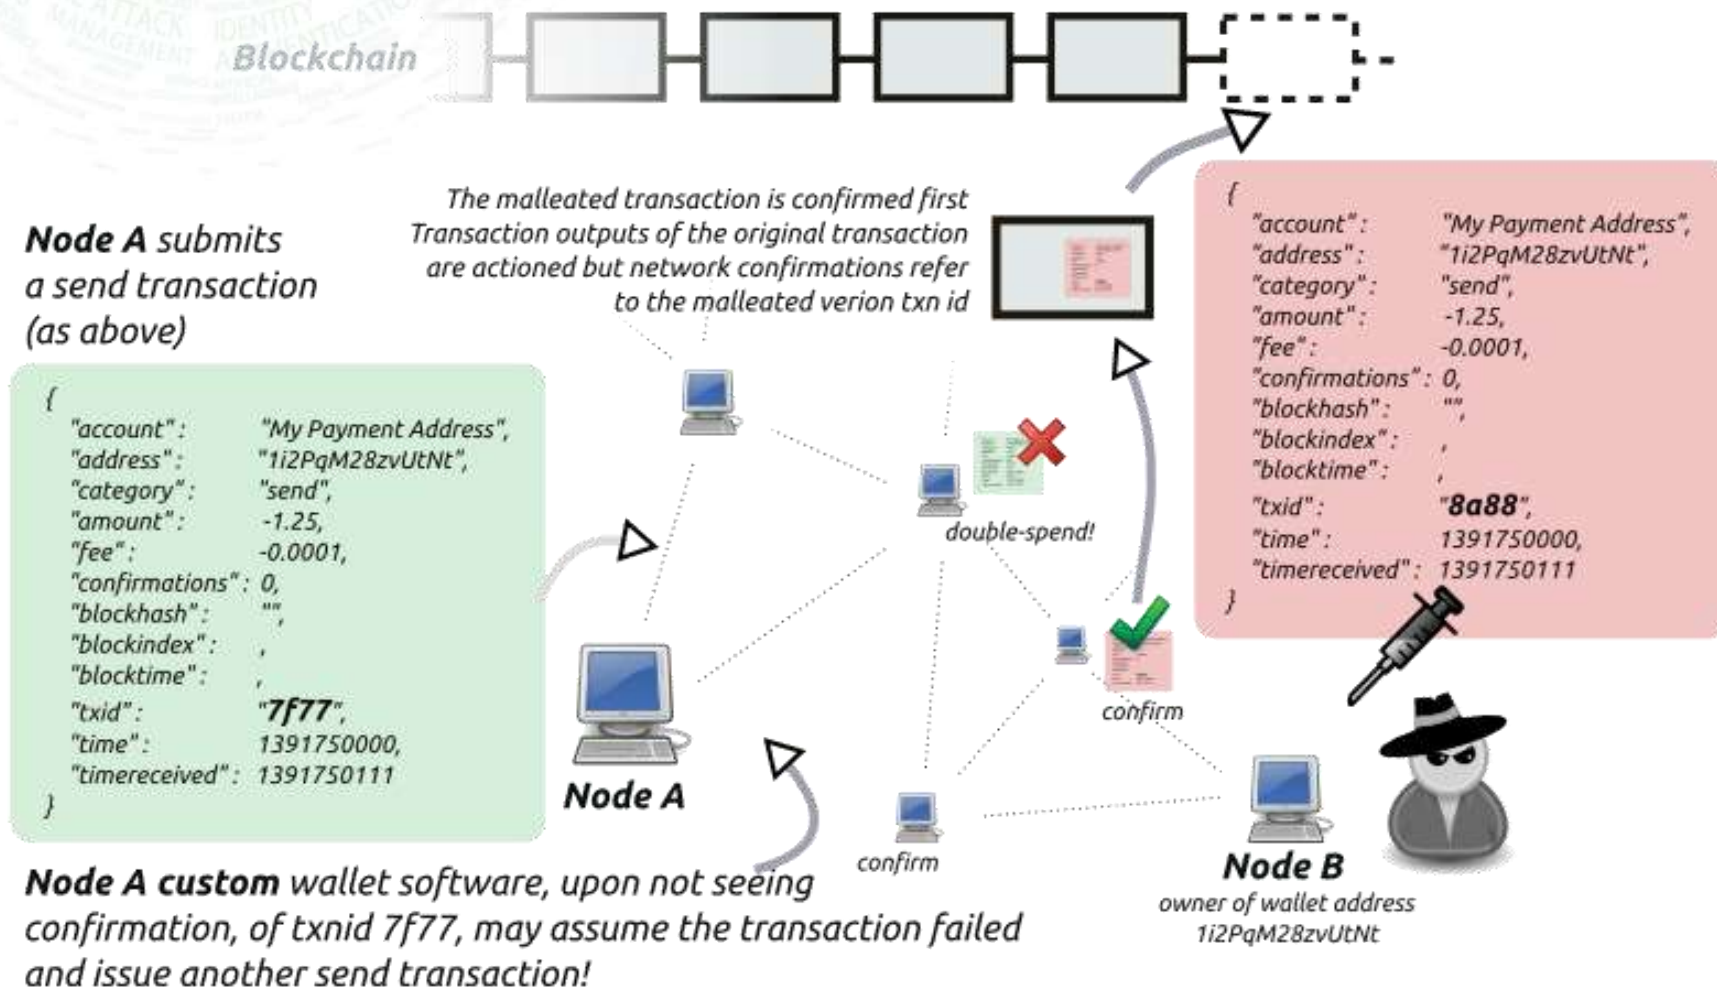 ATTACK
IDENTITY
MANAGEMENT
Blockchain
The malleated transaction is confirmed first
Transaction outputs of the original transaction
are actioned but network confirmations refer
to the malleated verion txn id
Node A submits
a send transaction
(as above)
{
"account" : "My Payment Address",
"address" : "1i2PqM28zvUtNt",
"category" : "send",
"amount" : -1.25,
"fee" : -0.0001,
"confirmations" : 0,
"blockhash" : "",
"blockindex" : ,
"blocktime" : ,
"txid" : "7f77",
"time" : 1391750000,
"timereceived" : 1391750111
}
{
"account" : "My Payment Address",
"address" : "1i2PqM28zvUtNt",
"category" : "send",
"amount" : -1.25,
"fee" : -0.0001,
"confirmations" : 0,
"blockhash" : "",
"blockindex" : ,
"blocktime" : ,
"txid" : "8a88",
"time" : 1391750000,
"timereceived" : 1391750111
}
double-spend!
confirm
Node A
confirm
Node B
owner of wallet address
1i2PqM28zvUtNt
Node A custom wallet software, upon not seeing
confirmation, of txnid 7f77, may assume the transaction failed
and issue another send transaction!